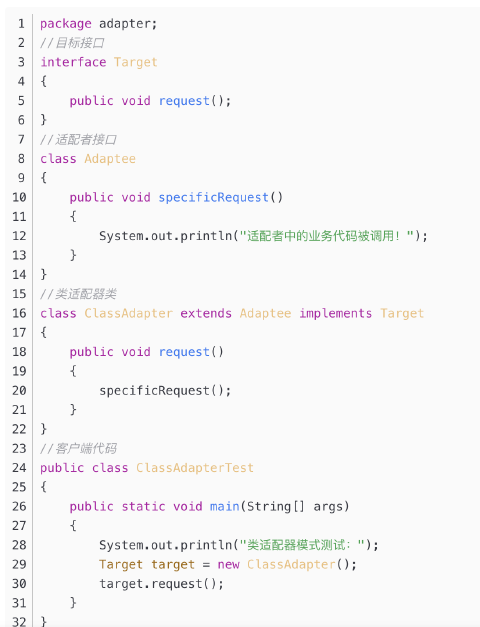 1 package adapter;
2 //目标接口
3 interface Target
4 {
5     public void request();
6 }
7 //适配者接口
8 class Adaptee
9 {
10     public void specificRequest()
11     {
12         System.out.println("适配者中的业务代码被调用！");
13     }
14 }
15 //类适配器类
16 class ClassAdapter extends Adaptee implements Target
17 {
18     public void request()
19     {
20         specificRequest();
21     }
22 }
23 //客户端代码
24 public class ClassAdapterTest
25 {
26     public static void main(String[] args)
27     {
28         System.out.println("类适配器模式测试：");
29         Target target = new ClassAdapter();
30         target.request();
31     }
32 }